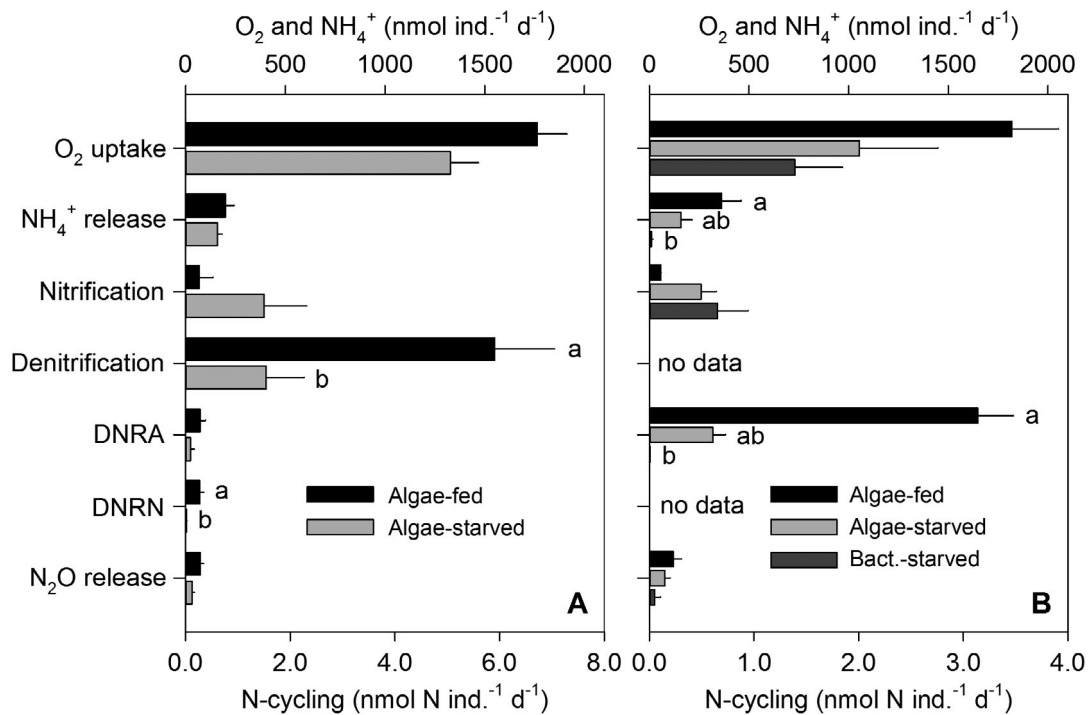 O₂ and NH₄⁺ (nmol ind.⁻¹ d⁻¹)
0 500 1000 1500 2000
O₂ uptake
NH₄⁺ release
Nitrification
Denitrification
a
b
DNRA
DNRN
a
b
N₂O release
Algae-fed
Algae-starved
A
0.0 2.0 4.0 6.0 8.0
N-cycling (nmol N ind.⁻¹ d⁻¹)
O₂ and NH₄⁺ (nmol ind.⁻¹ d⁻¹)
0 500 1000 1500 2000
a
ab
b
no data
a
ab
b
no data
Algae-fed
Algae-starved
Bact.-starved
B
0.0 1.0 2.0 3.0 4.0
N-cycling (nmol N ind.⁻¹ d⁻¹)